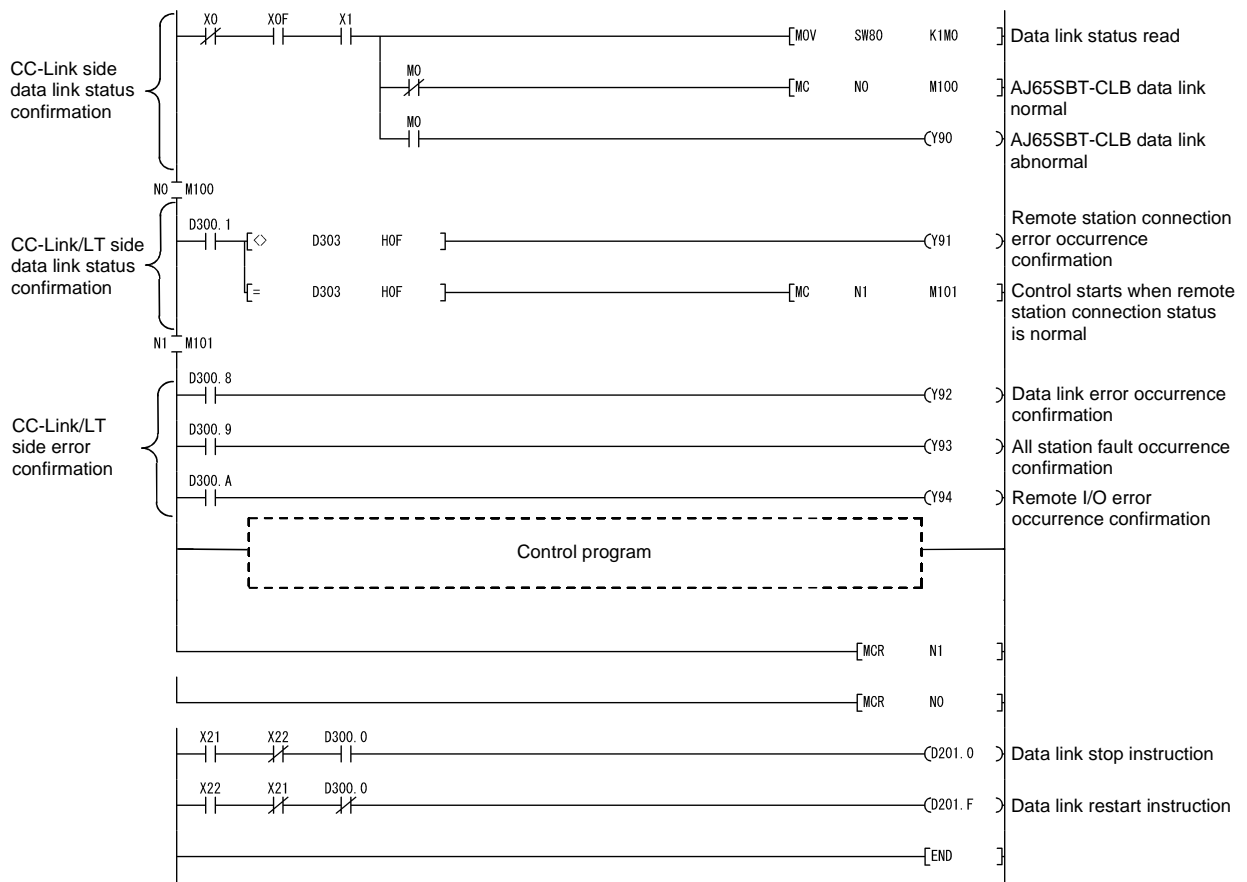 X0 X0F X1
MOV SW80 K1M0 Data link status read
CC-Link side
data link status
confirmation
M0
MC N0 M100 AJ65SBT-CLB data link
normal
M0
Y90 AJ65SBT-CLB data link
abnormal
N0 M100
CC-Link/LT side
data link status
confirmation
D300.1
<> D303 H0F Y91 Remote station connection
error occurrence
confirmation
= D303 H0F MC N1 M101 Control starts when remote
station connection status
is normal
N1 M101
CC-Link/LT
side error
confirmation
D300.8
Y92 Data link error occurrence
confirmation
D300.9
Y93 All station fault occurrence
confirmation
D300.A
Y94 Remote I/O error
occurrence confirmation
Control program
MCR N1
MCR N0
X21 X22 D300.0
D201.0 Data link stop instruction
X22 X21 D300.0
D201.F Data link restart instruction
END